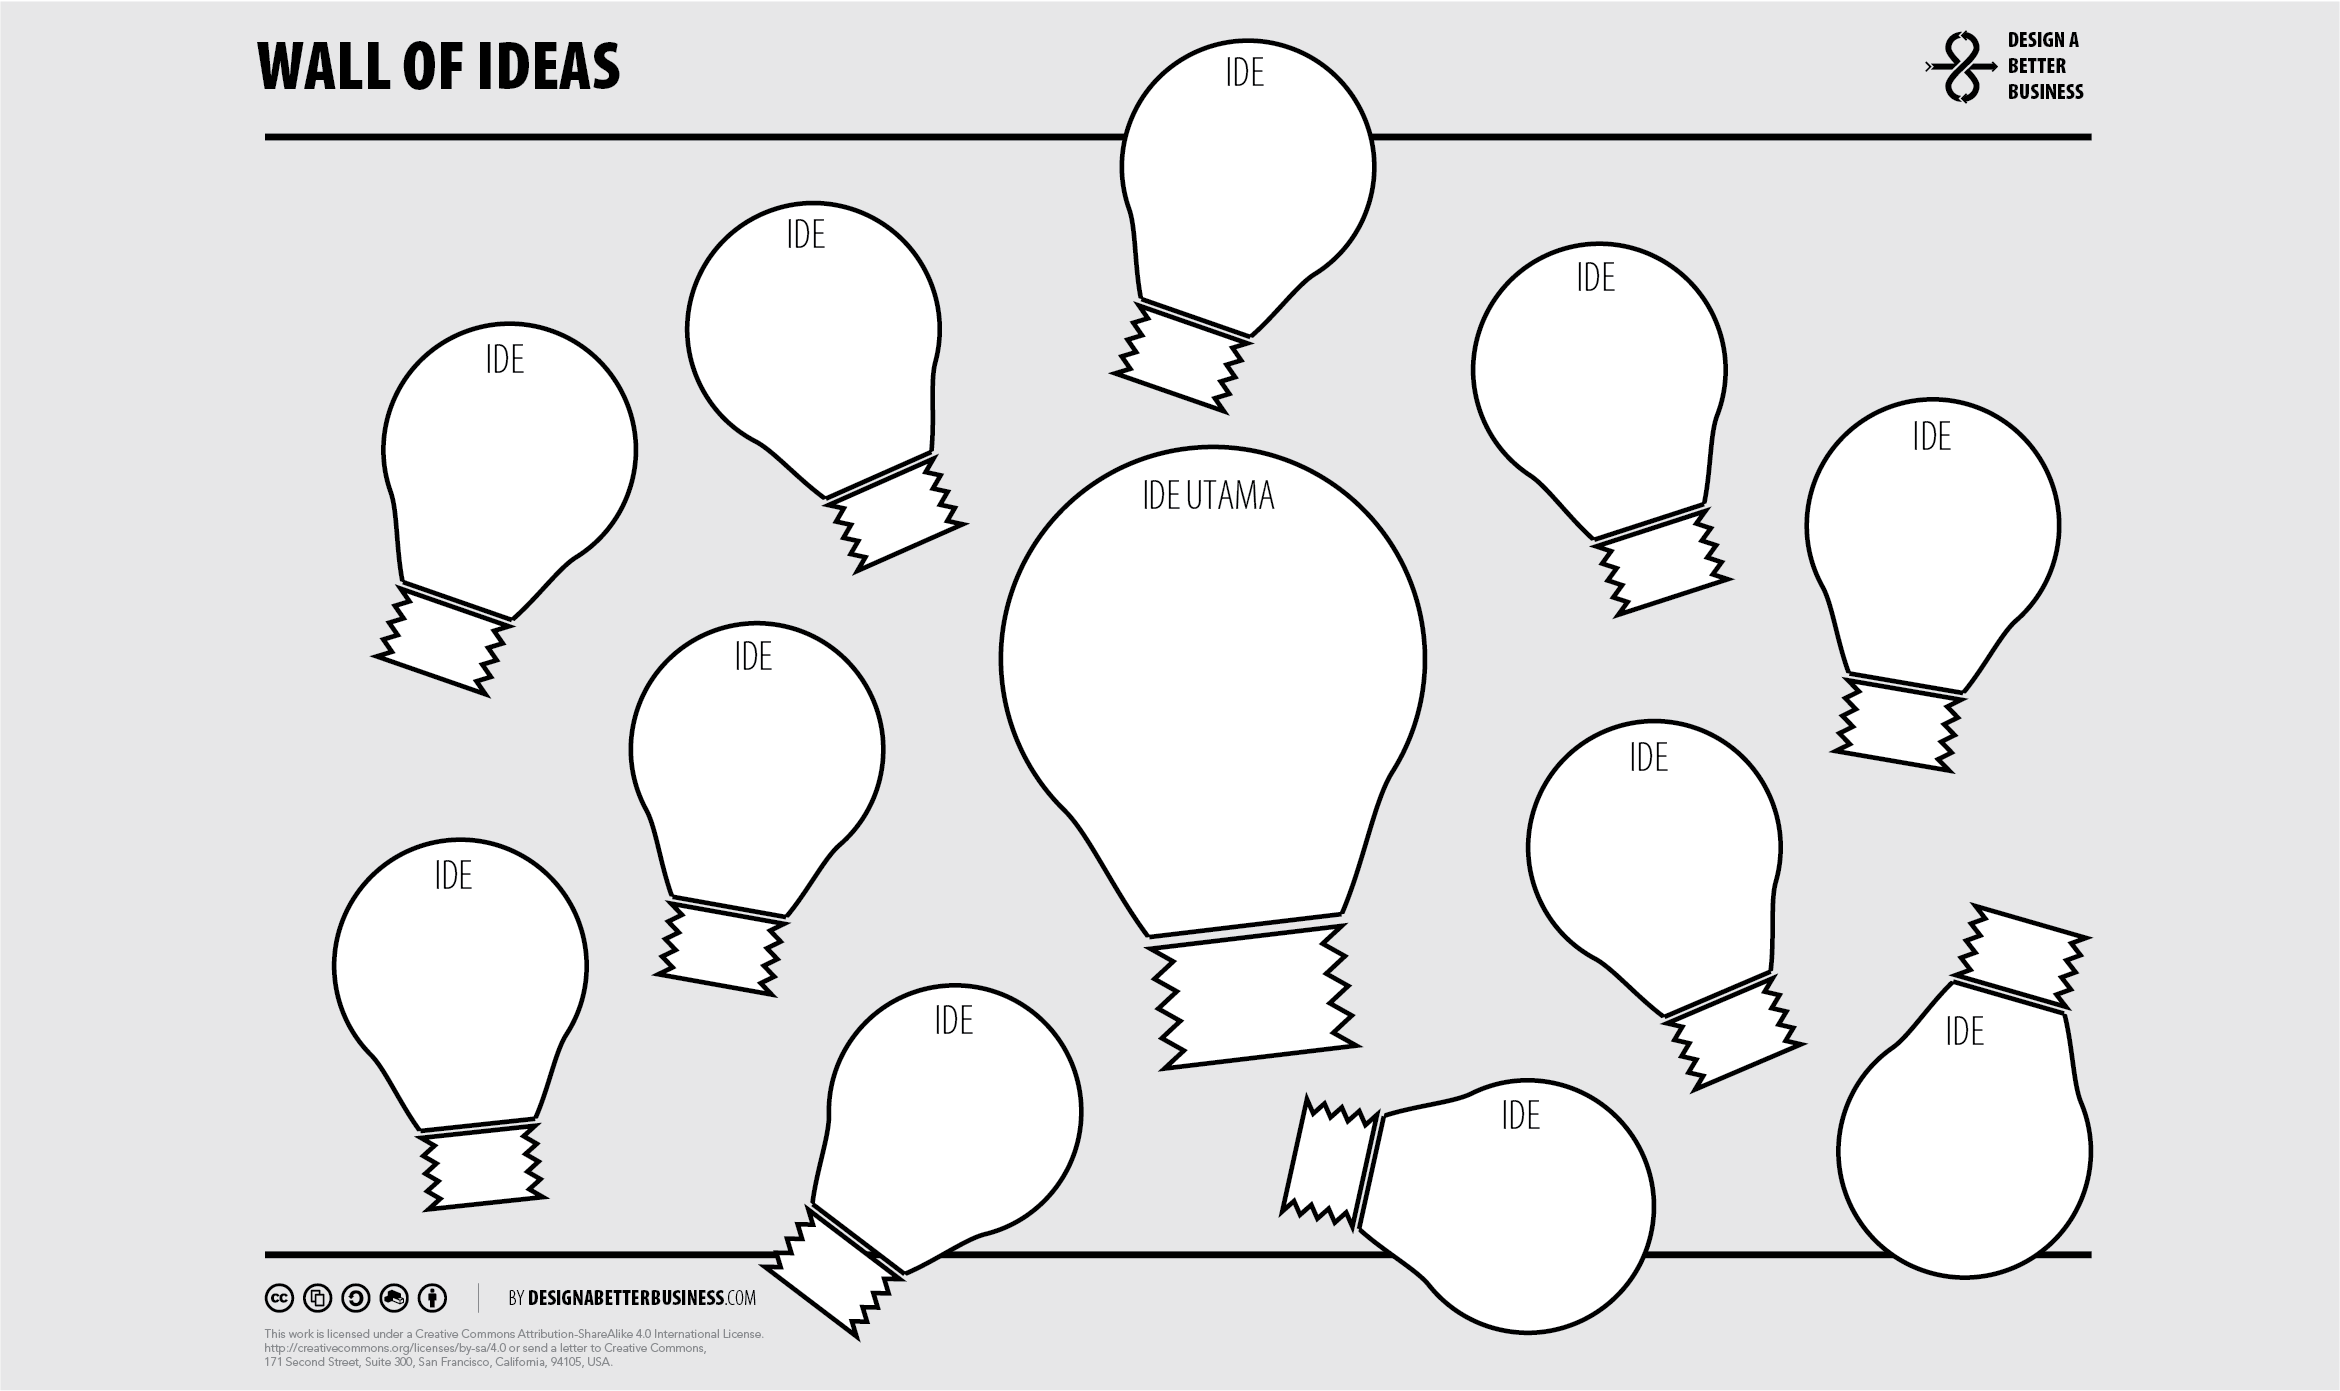 WALL OF IDEAS
DESIGN A
BETTER
BUSINESS
IDE
IDE
IDE
IDE
IDE
IDE UTAMA
IDE
IDE
IDE
IDE
IDE
IDE
cc
BY DESIGNABETTERBUSINESS.COM
This work is licensed under a Creative Commons Attribution-ShareAlike 4.0 International License.
http://creativecommons.org/licenses/by-sa/4.0 or send a letter to Creative Commons,
171 Second Street, Suite 300, San Francisco, California, 94105, USA.